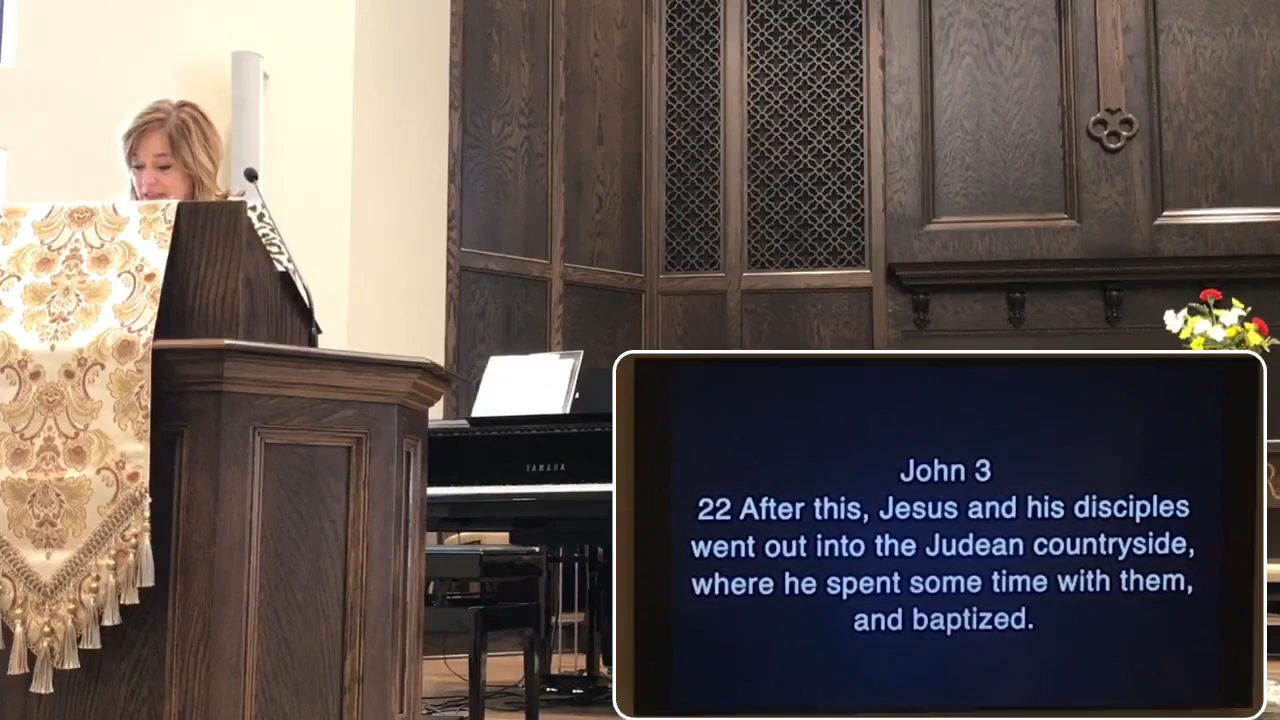 YAMAHA
John 3
22 After this, Jesus and his disciples
went out into the Judean countryside,
where he spent some time with them,
and baptized.